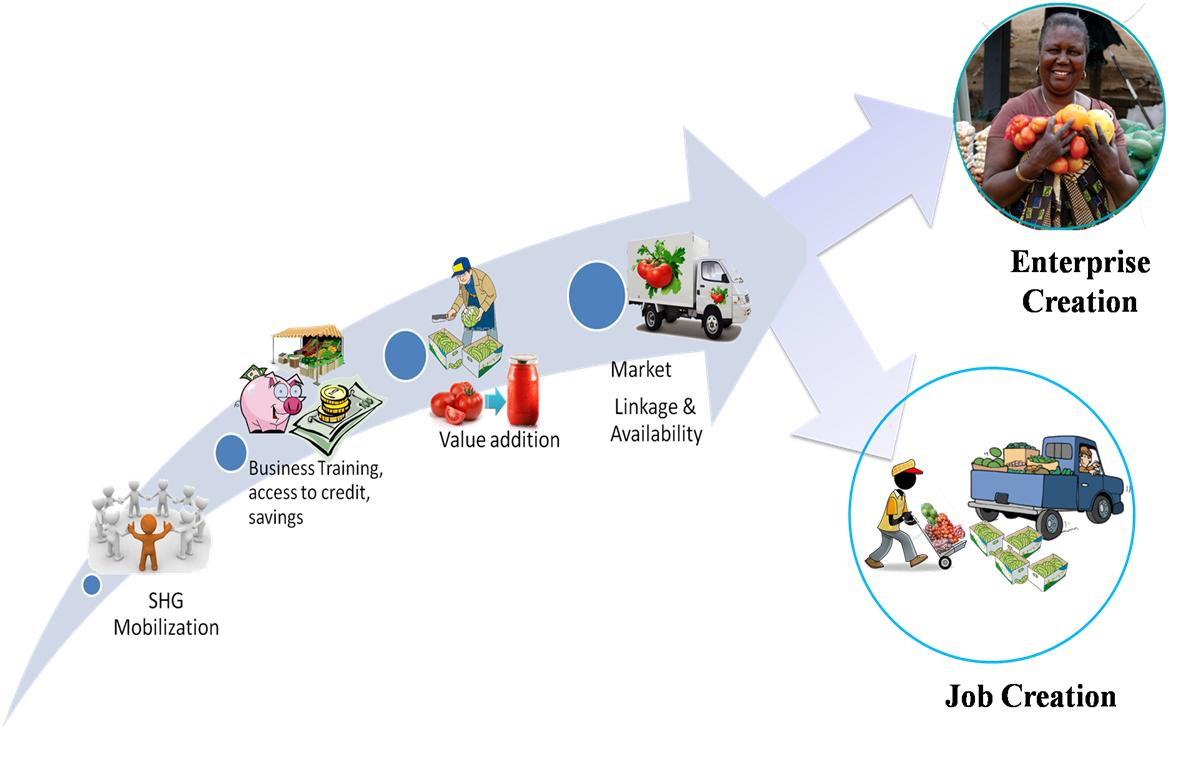 SHG
Mobilization
Business Training,
access to credit,
savings
Value addition
Market
Linkage &
Availability
Enterprise
Creation
Job Creation